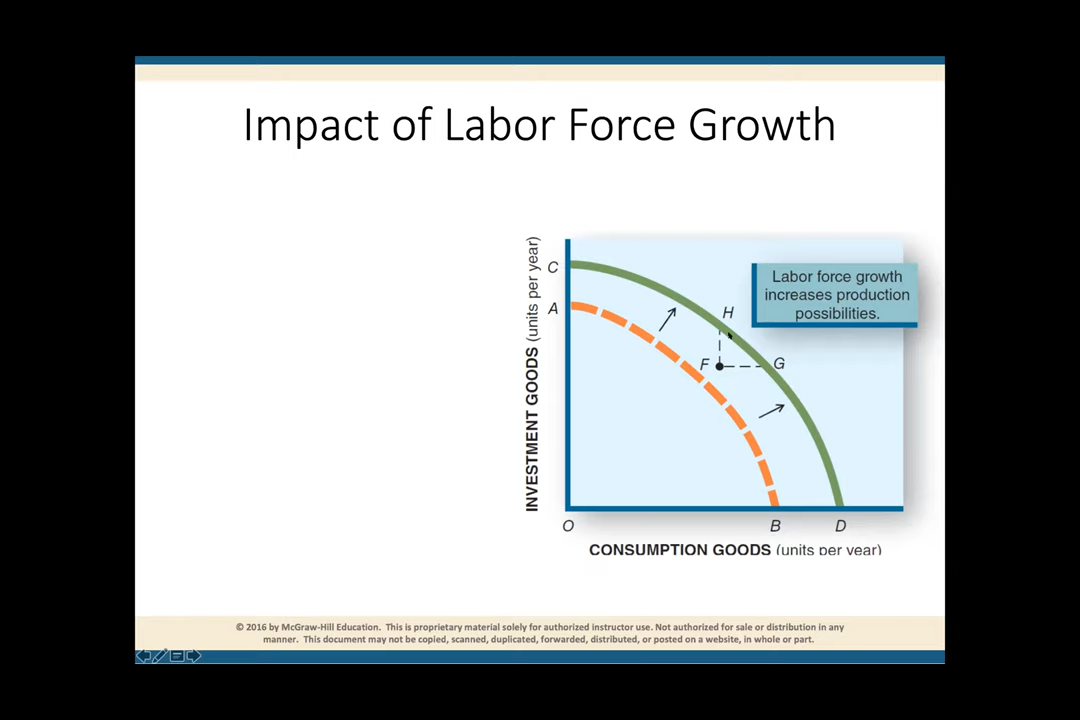 Impact of Labor Force Growth
INVESTMENT GOODS (units per year)
C
A
H
F
G
Labor force growth
increases production
possibilities.
O
B
D
CONSUMPTION GOODS (units per year)
© 2016 by McGraw-Hill Education. This is proprietary material solely for authorized instructor use. Not authorized for sale or distribution in any
manner. This document may not be copied, scanned, duplicated, forwarded, distributed, or posted on a website, in whole or part.